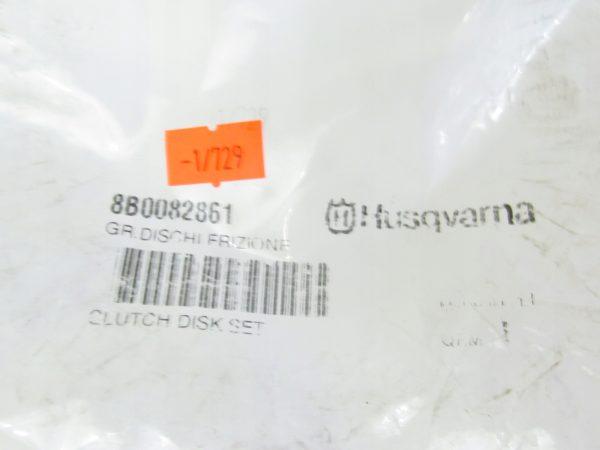 -1/729
8B0082861
Husqvarna
GR.DISCHI FRIZIONE
CLUTCH DISK SET